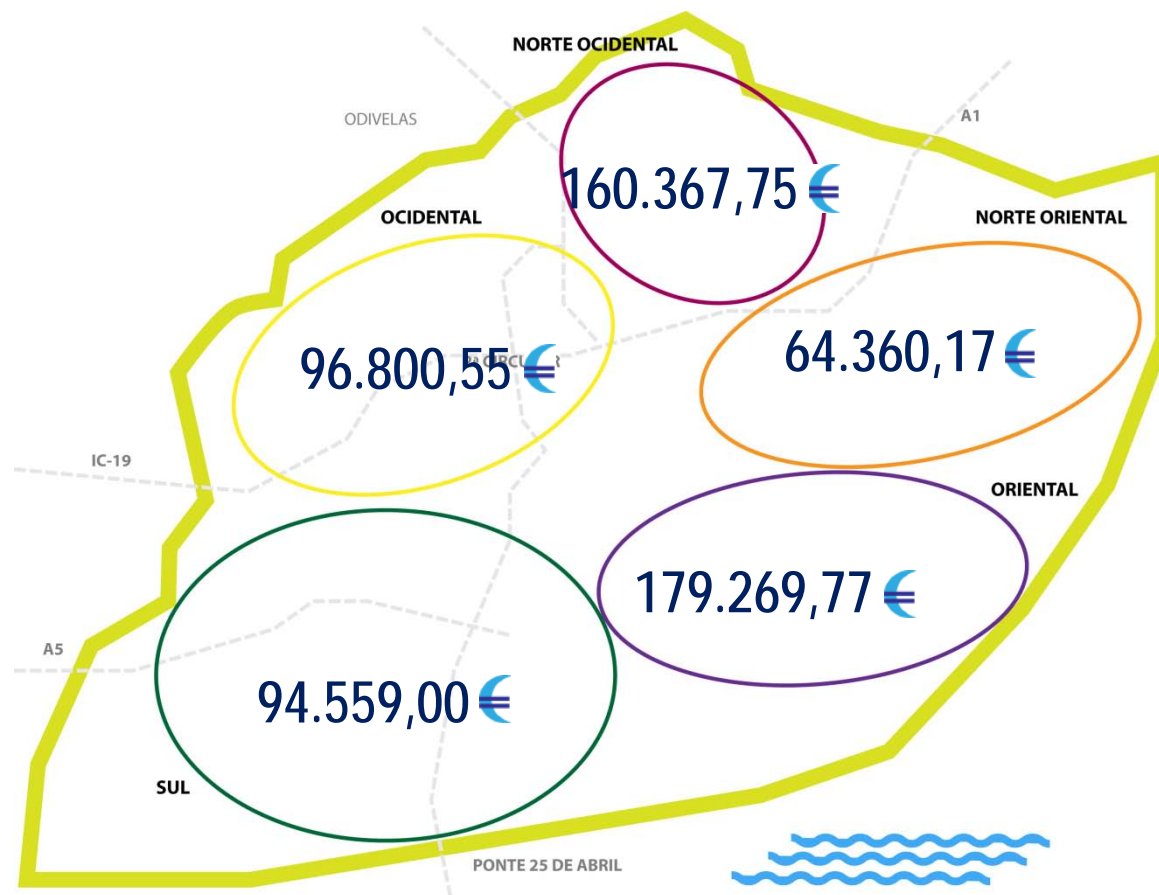 NORTE OCIDENTAL
ODIVELAS
A1
160.367,75 €
OCIDENTAL
NORTE ORIENTAL
96.800,55 €
64.360,17 €
IC-19
ORIENTAL
179.269,77 €
A5
94.559,00 €
SUL
PONTE 25 DE ABRIL